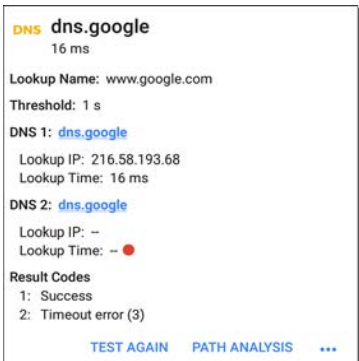 DNS dns.google
16 ms
Lookup Name: www.google.com
Threshold: 1 s
DNS 1: dns.google
Lookup IP: 216.58.193.68
Lookup Time: 16 ms
DNS 2: dns.google
Lookup IP: --
Lookup Time: --
Result Codes
1: Success
2: Timeout error (3)
TEST AGAIN PATH ANALYSIS •••